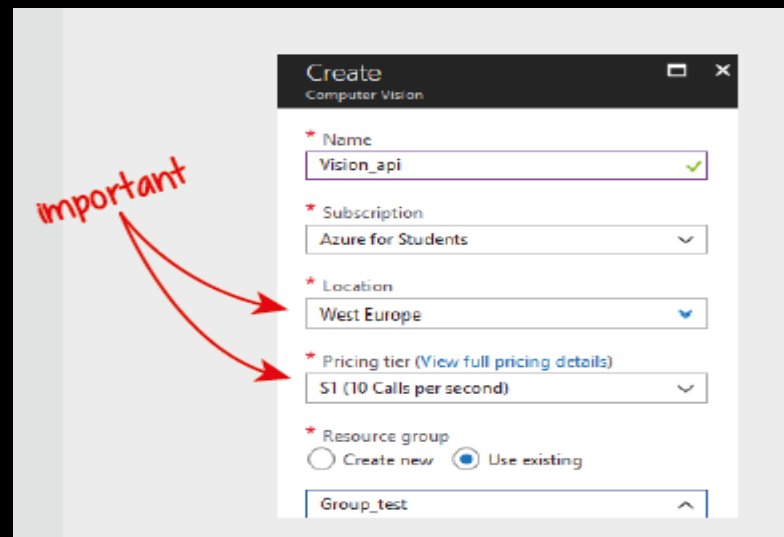 Create
Computer Vision
* Name
Vision_api
important
* Subscription
Azure for Students
* Location
West Europe
* Pricing tier (View full pricing details)
S1 (10 Calls per second)
* Resource group
Create new Use existing
Group_test